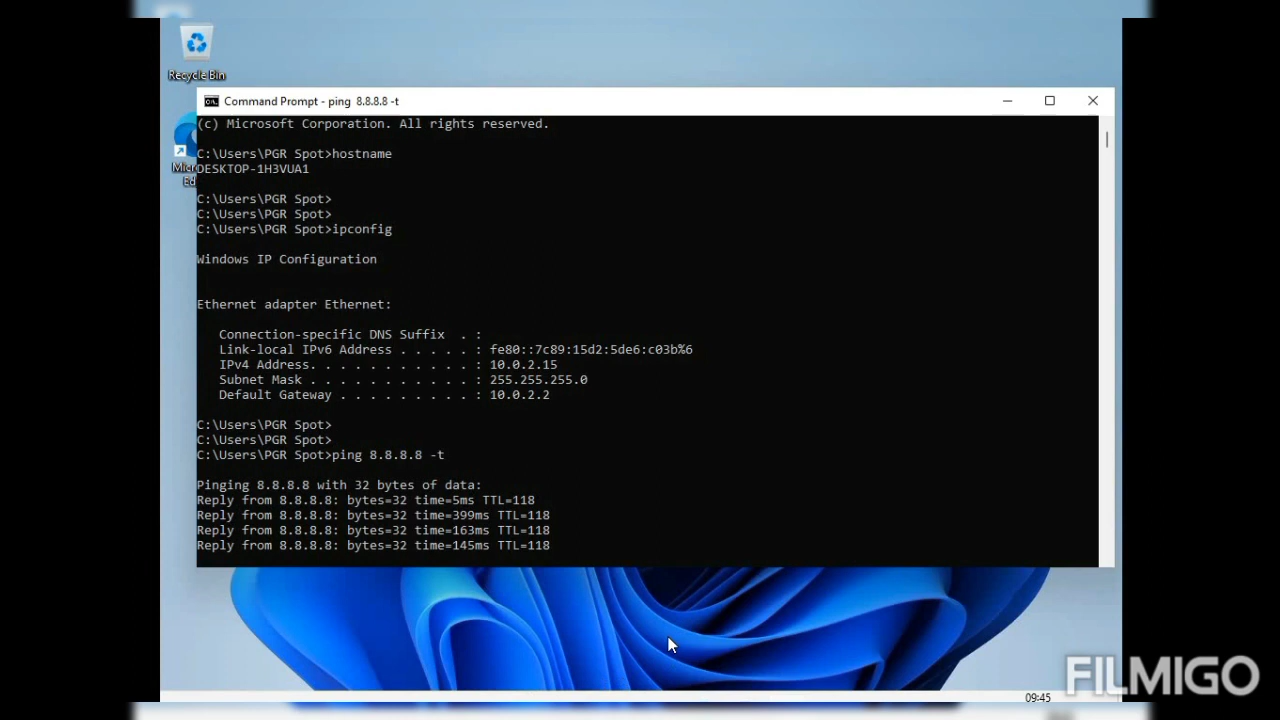 Recycle Bin
Command Prompt - ping  8.8.8.8 -t
(c) Microsoft Corporation. All rights reserved.
C:\Users\PGR Spot>hostname
DESKTOP-1H3VUA1
C:\Users\PGR Spot>
C:\Users\PGR Spot>
C:\Users\PGR Spot>ipconfig
Windows IP Configuration
Ethernet adapter Ethernet:
Connection-specific DNS Suffix  . :
Link-local IPv6 Address . . . . . : fe80::7c89:15d2:5de6:c03b%6
IPv4 Address. . . . . . . . . . . : 10.0.2.15
Subnet Mask . . . . . . . . . . . : 255.255.255.0
Default Gateway . . . . . . . . . : 10.0.2.2
C:\Users\PGR Spot>
C:\Users\PGR Spot>
C:\Users\PGR Spot>ping 8.8.8.8 -t
Pinging 8.8.8.8 with 32 bytes of data:
Reply from 8.8.8.8: bytes=32 time=5ms TTL=118
Reply from 8.8.8.8: bytes=32 time=399ms TTL=118
Reply from 8.8.8.8: bytes=32 time=163ms TTL=118
Reply from 8.8.8.8: bytes=32 time=145ms TTL=118
09:45
FILMIGO